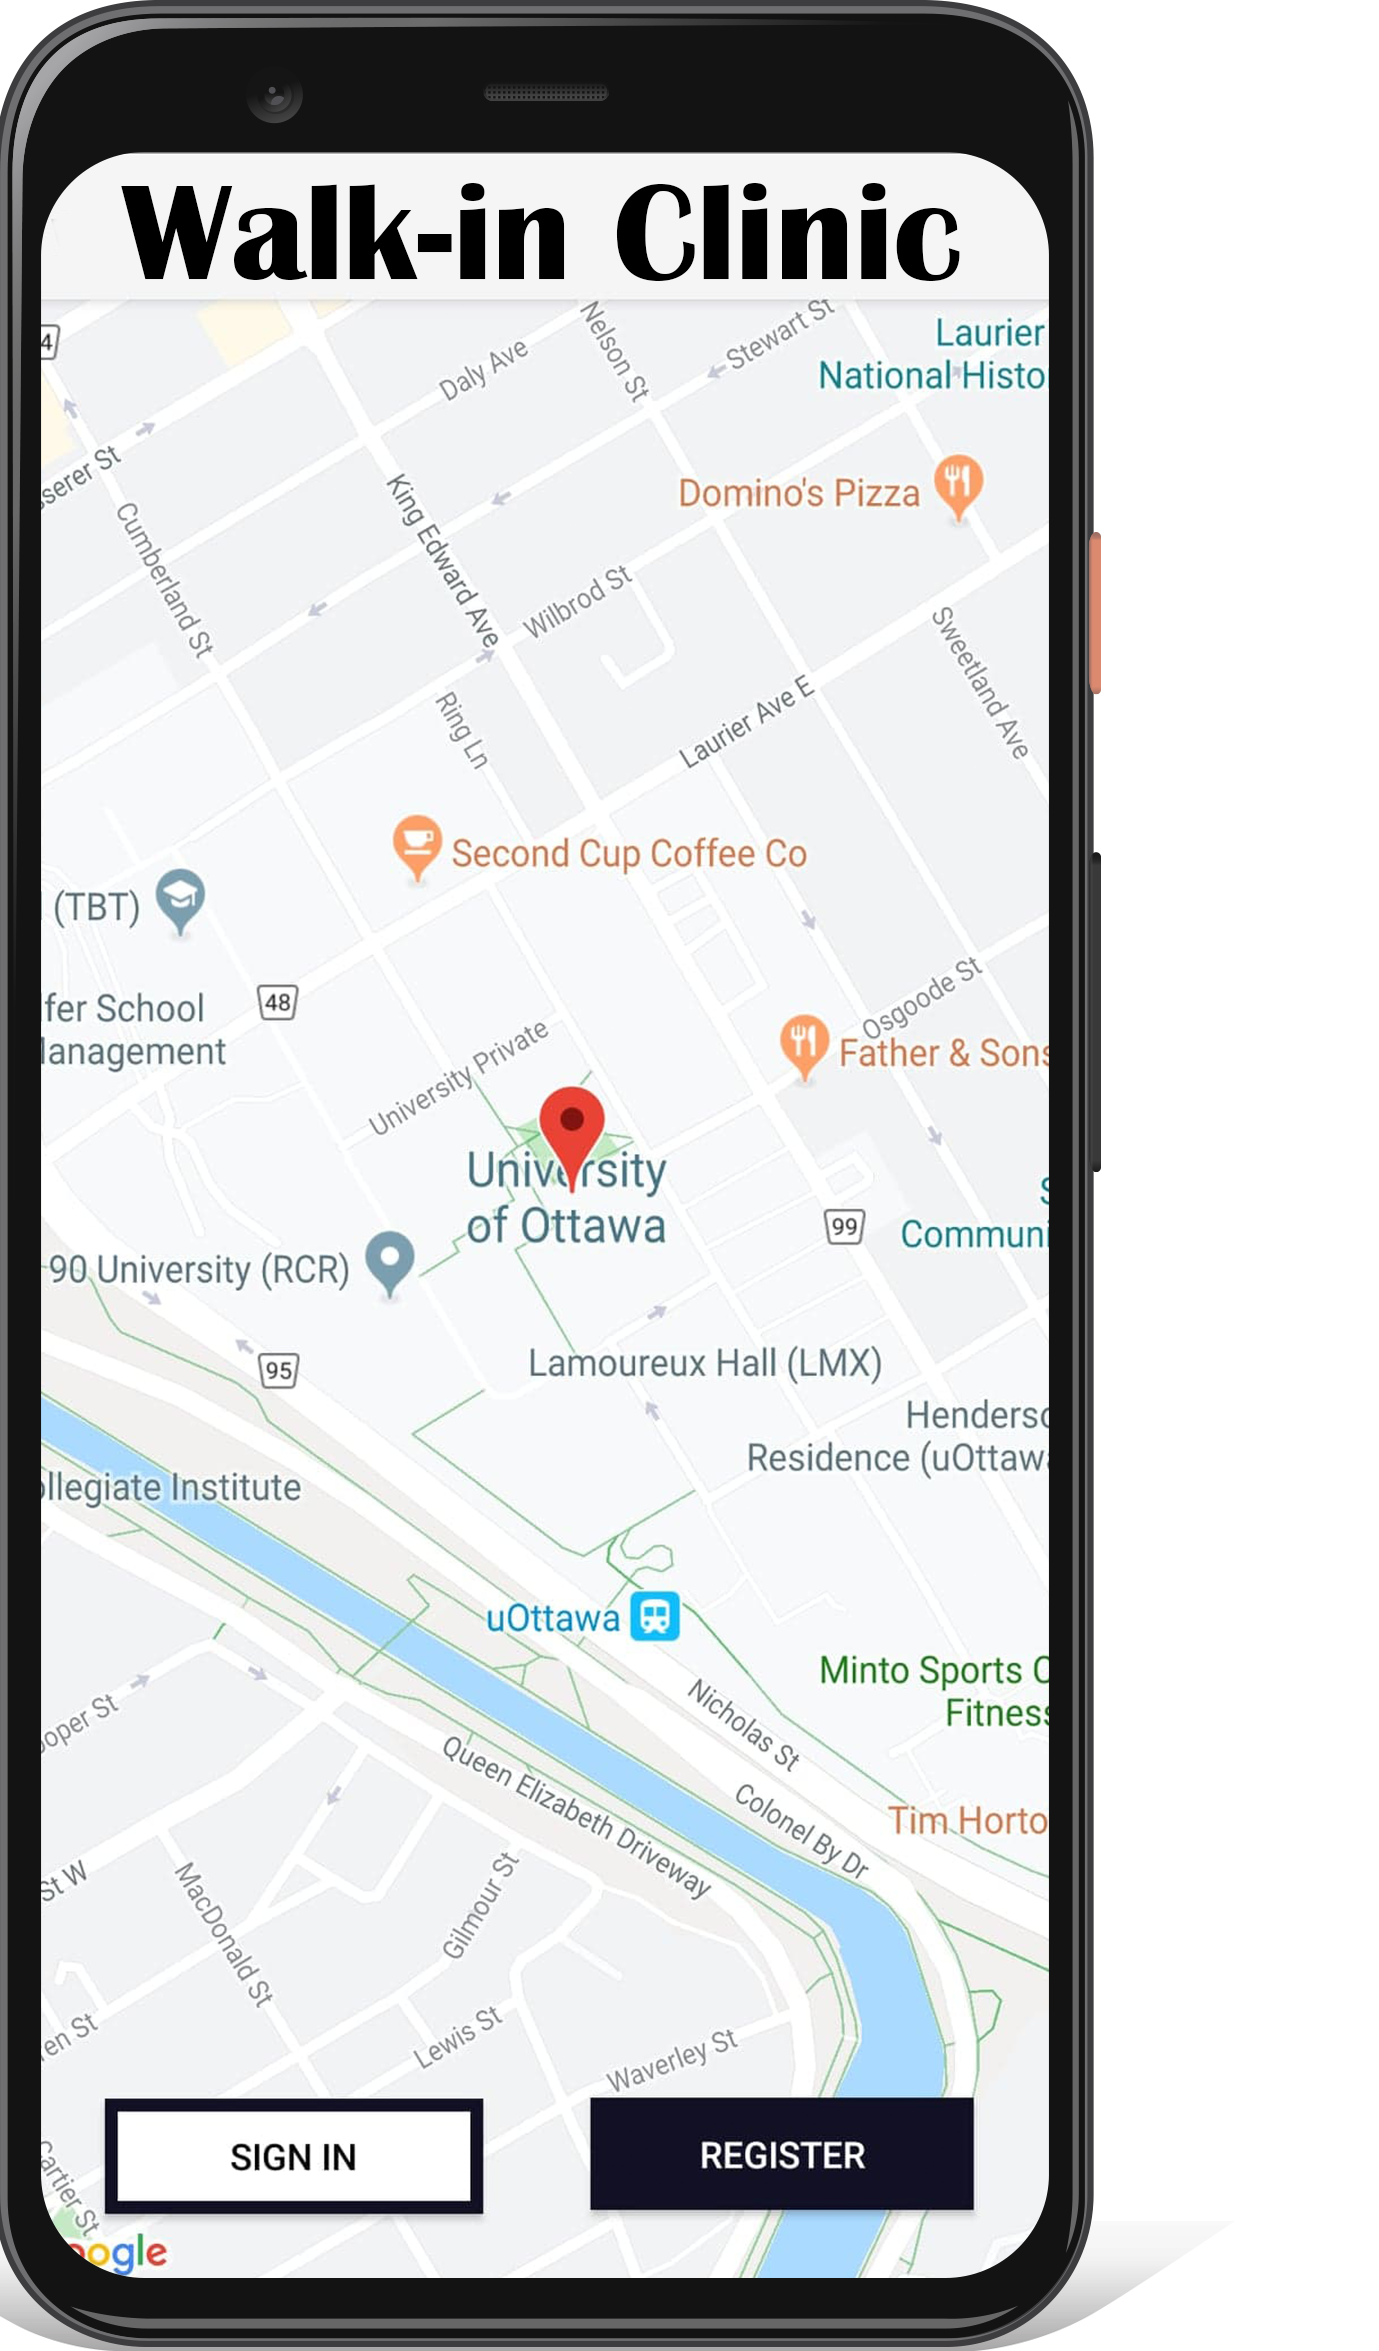 Walk-in Clinic
4
Laurier
National Histo
Daly Ave
Nelson St
Stewart St
serer St
Domino's Pizza
Cumberland St
King Edward Ave
Wilbrod St
Sweetland Ave
Ring Ln
Laurier Ave E
Second Cup Coffee Co
(TBT)
fer School
anagement
48
Osgoode St
University Private
Father & Sons
University
of Ottawa
S
Communi
99
90 University (RCR)
95
Lamoureux Hall (LMX)
Henderso
Residence (uOttawa
llegiate Institute
uOttawa
Minto Sports C
Fitness
Nicholas St
ooper St
Queen Elizabeth Driveway
Colonel By Dr
Tim Horto
St W
MacDonald St
Gilmour St
en St
Lewis St
Waverley St
SIGN IN
REGISTER
Cartier St
oogle